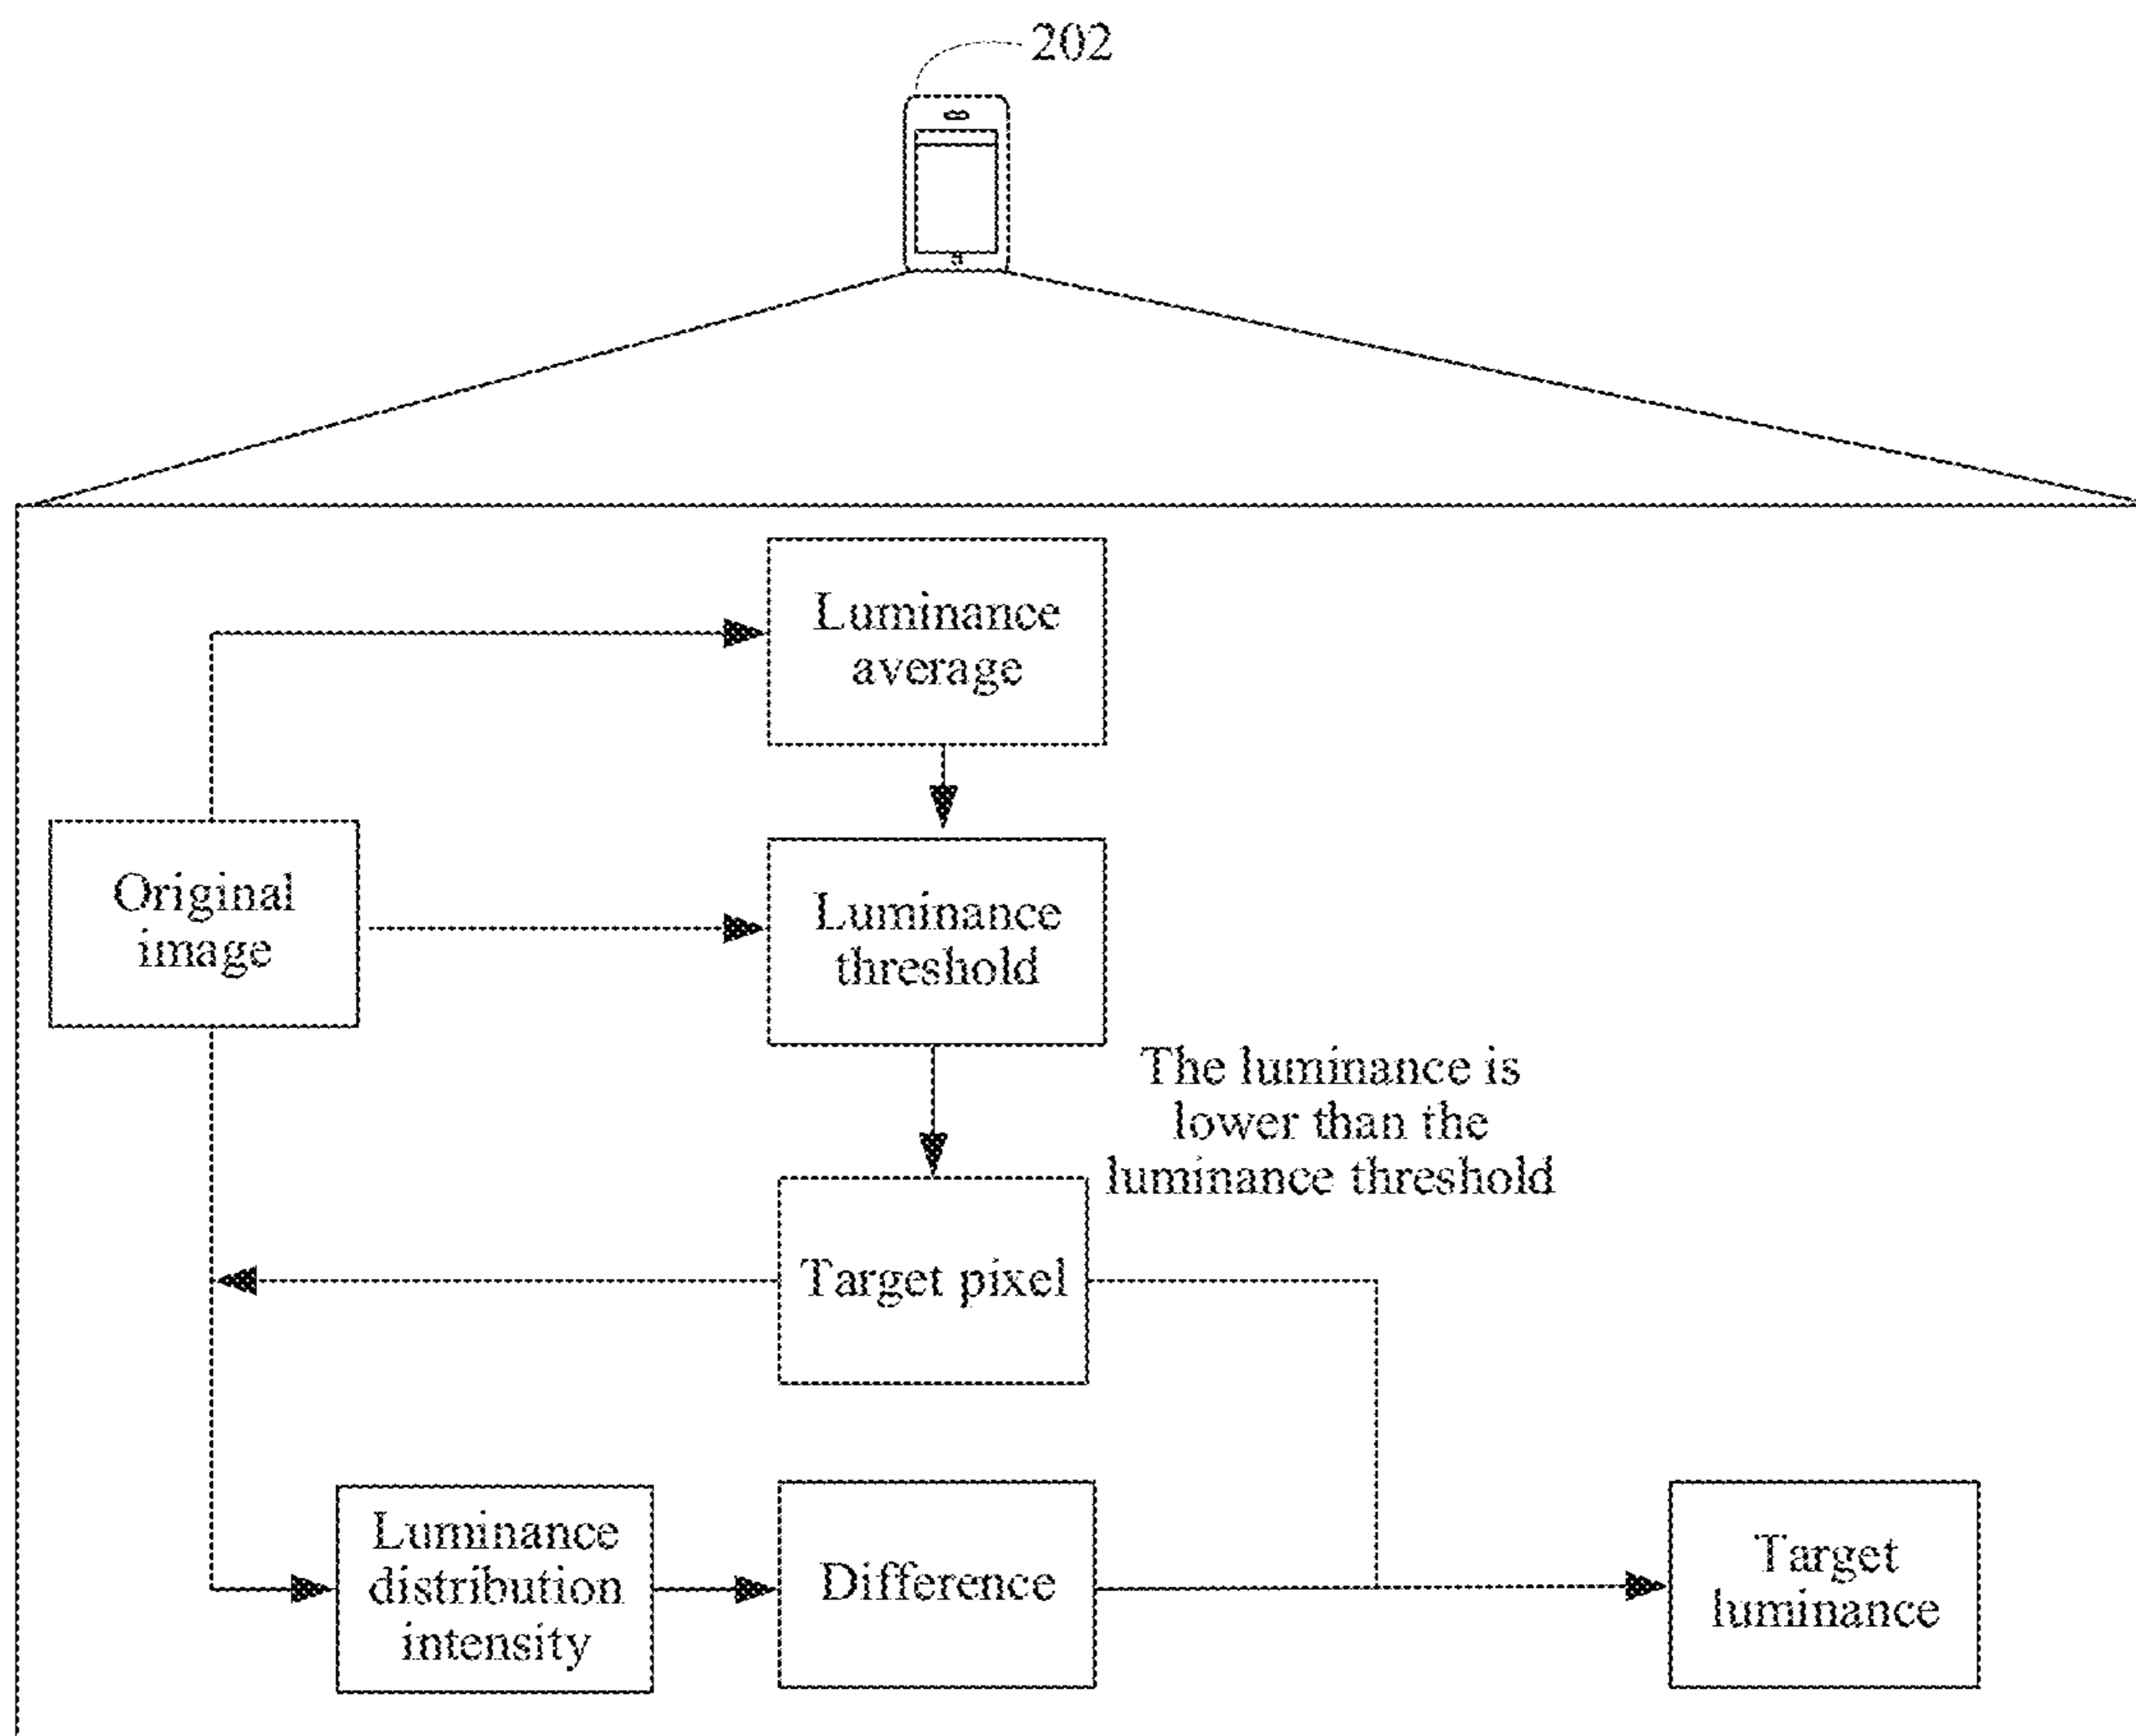 202
Luminance
average
Original
image
Luminance
threshold
The luminance is
lower than the
luminance threshold
Target pixel
Luminance
distribution
intensity
Difference
Target
luminance